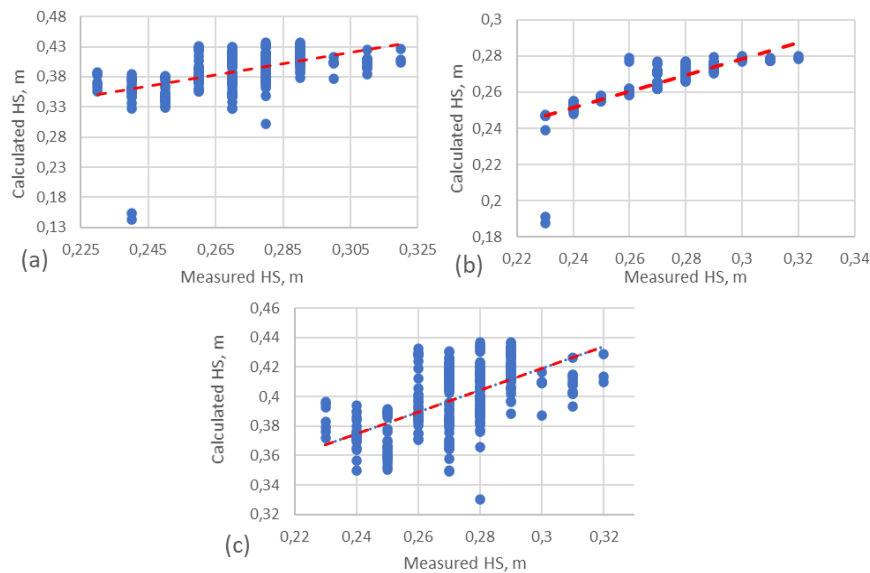 Calculated HS, m
0,48
0,43
0,38
0,33
0,28
0,23
0,18
0,13
0,225 0,245 0,265 0,285 0,305 0,325
Measured HS, m
(a)
Calculated HS, m
0,3
0,28
0,26
0,24
0,22
0,2
0,18
0,22 0,24 0,26 0,28 0,3 0,32 0,34
Measured HS, m
(b)
Calculated HS, m
0,46
0,44
0,42
0,4
0,38
0,36
0,34
0,32
0,22 0,24 0,26 0,28 0,3 0,32
Measured HS, m
(c)